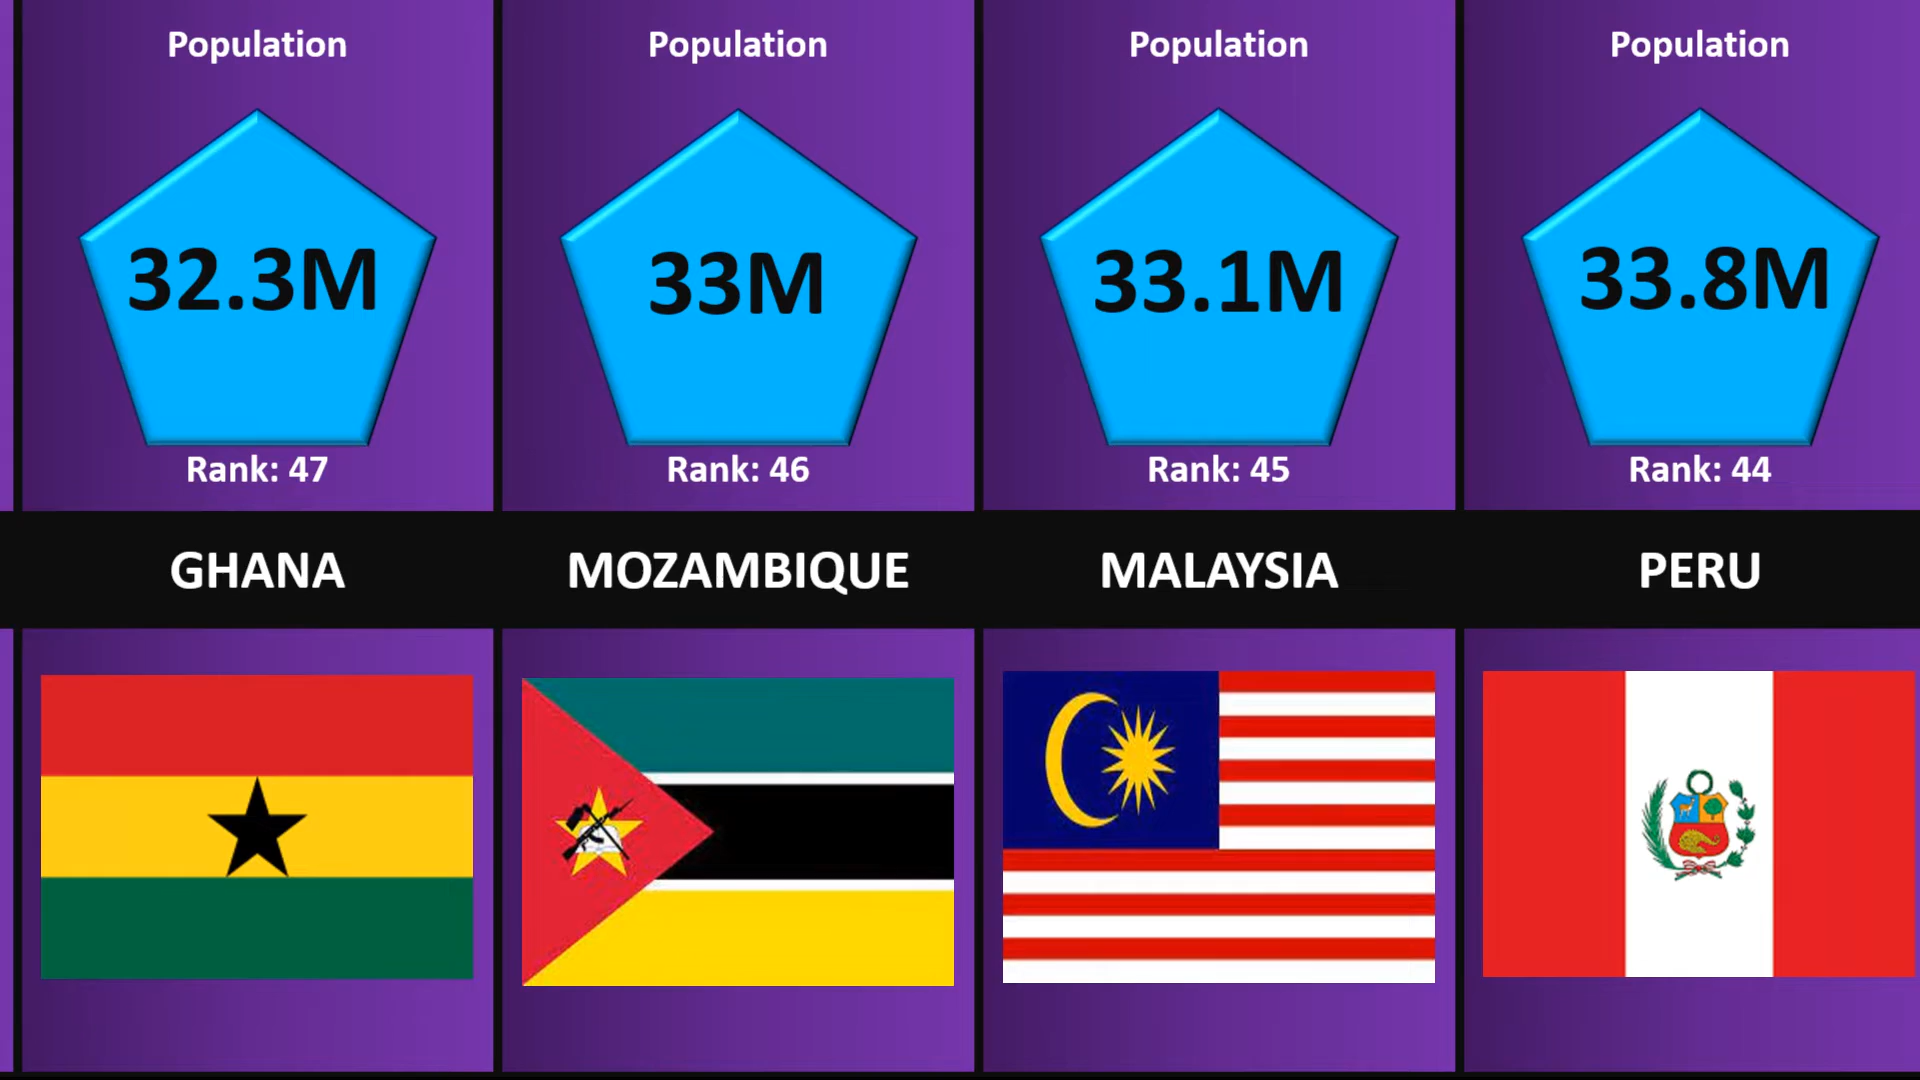 Population
32.3M
Rank: 47
GHANA
Population
33M
Rank: 46
MOZAMBIQUE
Population
33.1M
Rank: 45
MALAYSIA
Population
33.8M
Rank: 44
PERU